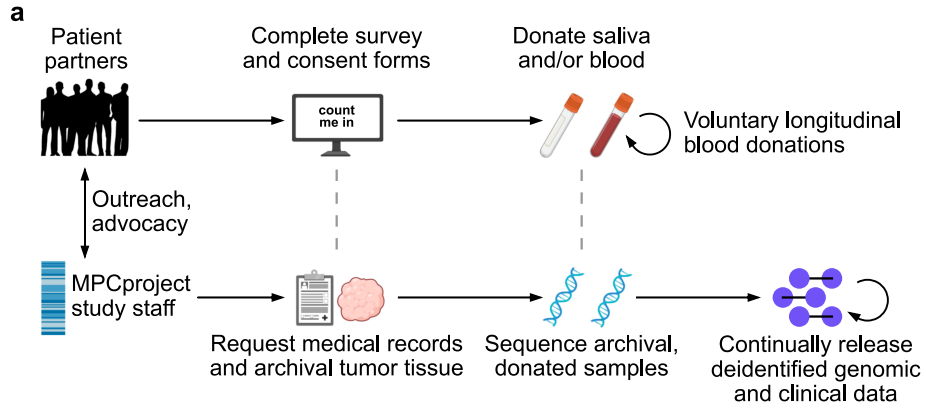 a
Patient
partners
Complete survey
and consent forms
Donate saliva
and/or blood
count
me in
Voluntary longitudinal
blood donations
Outreach,
advocacy
MPCproject
study staff
Request medical records
and archival tumor tissue
Sequence archival,
donated samples
Continually release
deidentified genomic
and clinical data